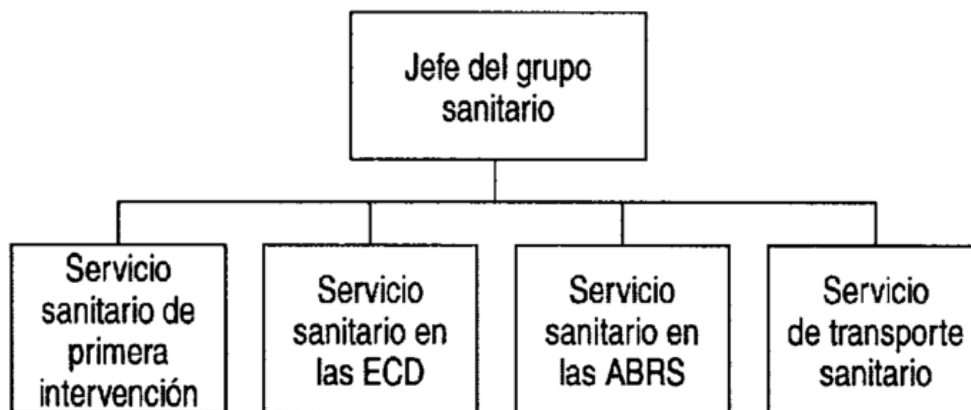 Jefe del grupo
sanitario
Servicio
sanitario de
primera
intervención
Servicio
sanitario en
las ECD
Servicio
sanitario en
las ABRS
Servicio
de transporte
sanitario